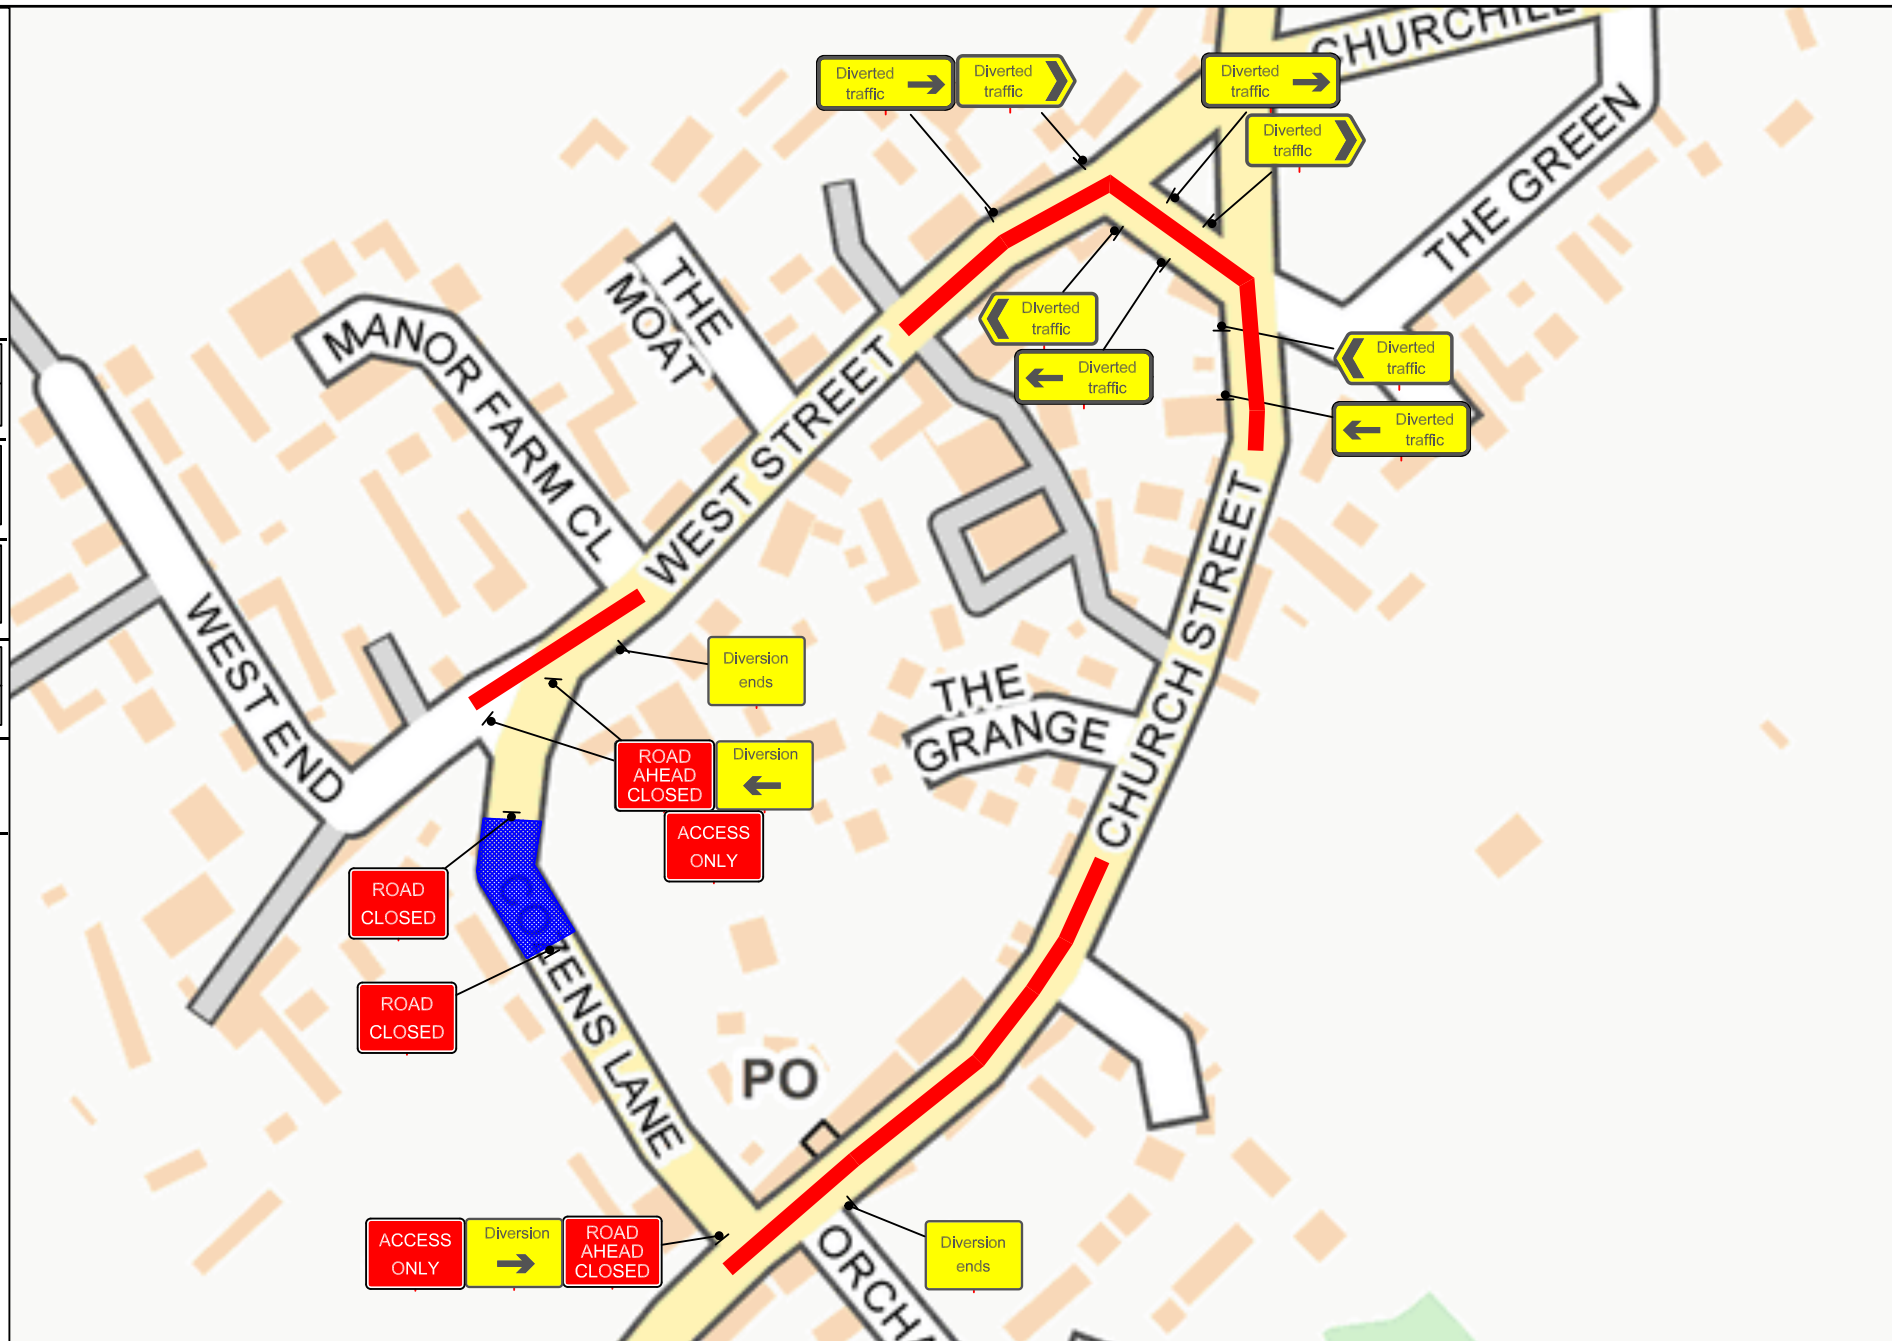 CHURCHILL
Diverted
traffic
Diverted
traffic
Diverted
traffic
Diverted
traffic
THE GREEN
THE
MOAT
MANOR FARM CL
WEST STREET
Diverted
traffic
Diverted
traffic
Diverted
traffic
Diverted
traffic
CHURCH STREET
WEST END
Diversion
ends
THE
GRANGE
ROAD
AHEAD
CLOSED
Diversion
ACCESS
ONLY
ROAD
CLOSED
ROAD
CLOSED
COZENS LANE
PO
ACCESS
ONLY
Diversion
ROAD
AHEAD
CLOSED
Diversion
ends
ORCHA